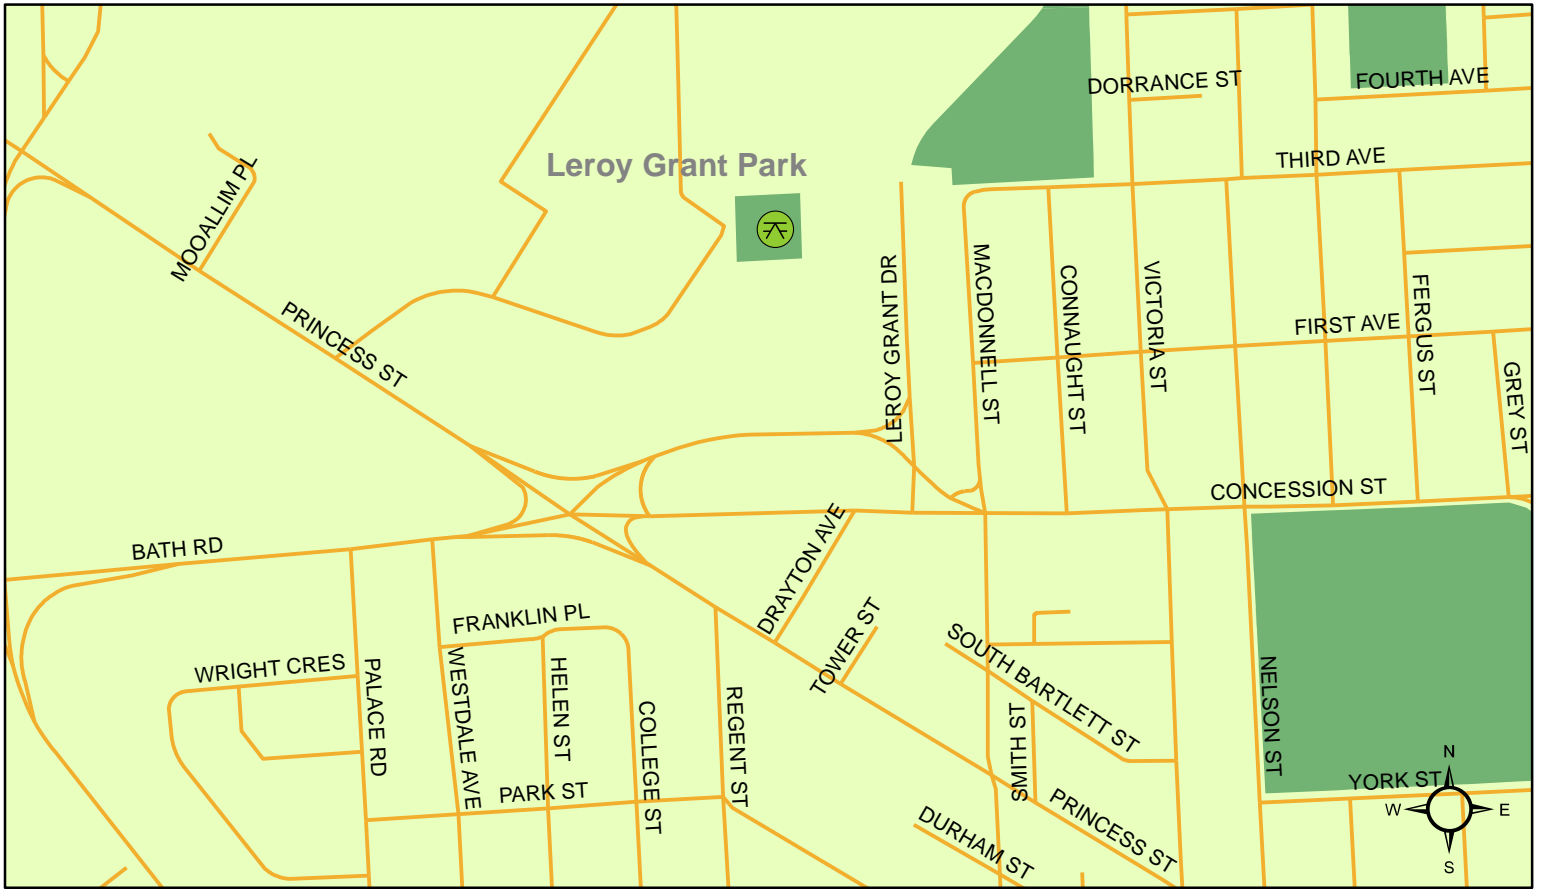 DORRANCE ST
FOURTH AVE
THIRD AVE
Leroy Grant Park
MOOALLIM PL
PRINCESS ST
LEROY GRANT DR
MACDONNELL ST
CONNAUGHT ST
VICTORIA ST
FIRST AVE
FERGUS ST
GREY ST
CONCESSION ST
BATH RD
DRAYTON AVE
FRANKLIN PL
TOWER ST
SOUTH BARTLETT ST
WRIGHT CRES
PALACE RD
WESTDALE AVE
HELEN ST
COLLEGE ST
REGENT ST
SMITH ST
NELSON ST
PARK ST
PRINCESS ST
DURHAM ST
YORK ST
N
W
E
S